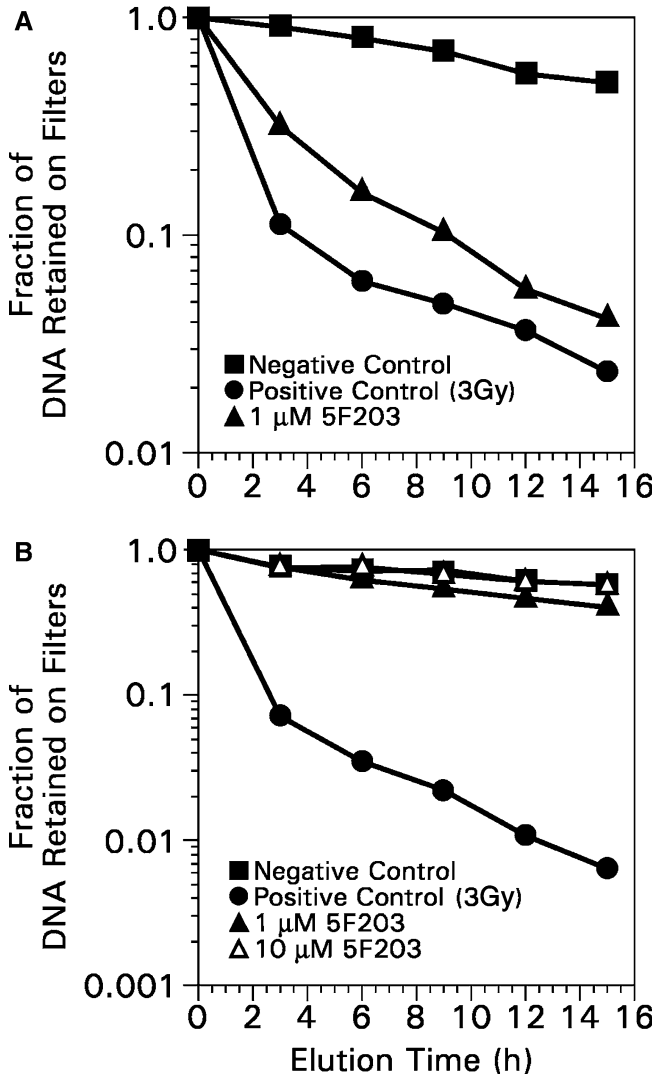 A
Fraction of
DNA Retained on Filters
1.0
0.1
0.01
Negative Control
Positive Control (3Gy)
1 μM 5F203
0 2 4 6 8 10 12 14 16
B
Fraction of
DNA Retained on Filters
1.0
0.1
0.01
0.001
Negative Control
Positive Control (3Gy)
1 μM 5F203
10 μM 5F203
0 2 4 6 8 10 12 14 16
Elution Time (h)